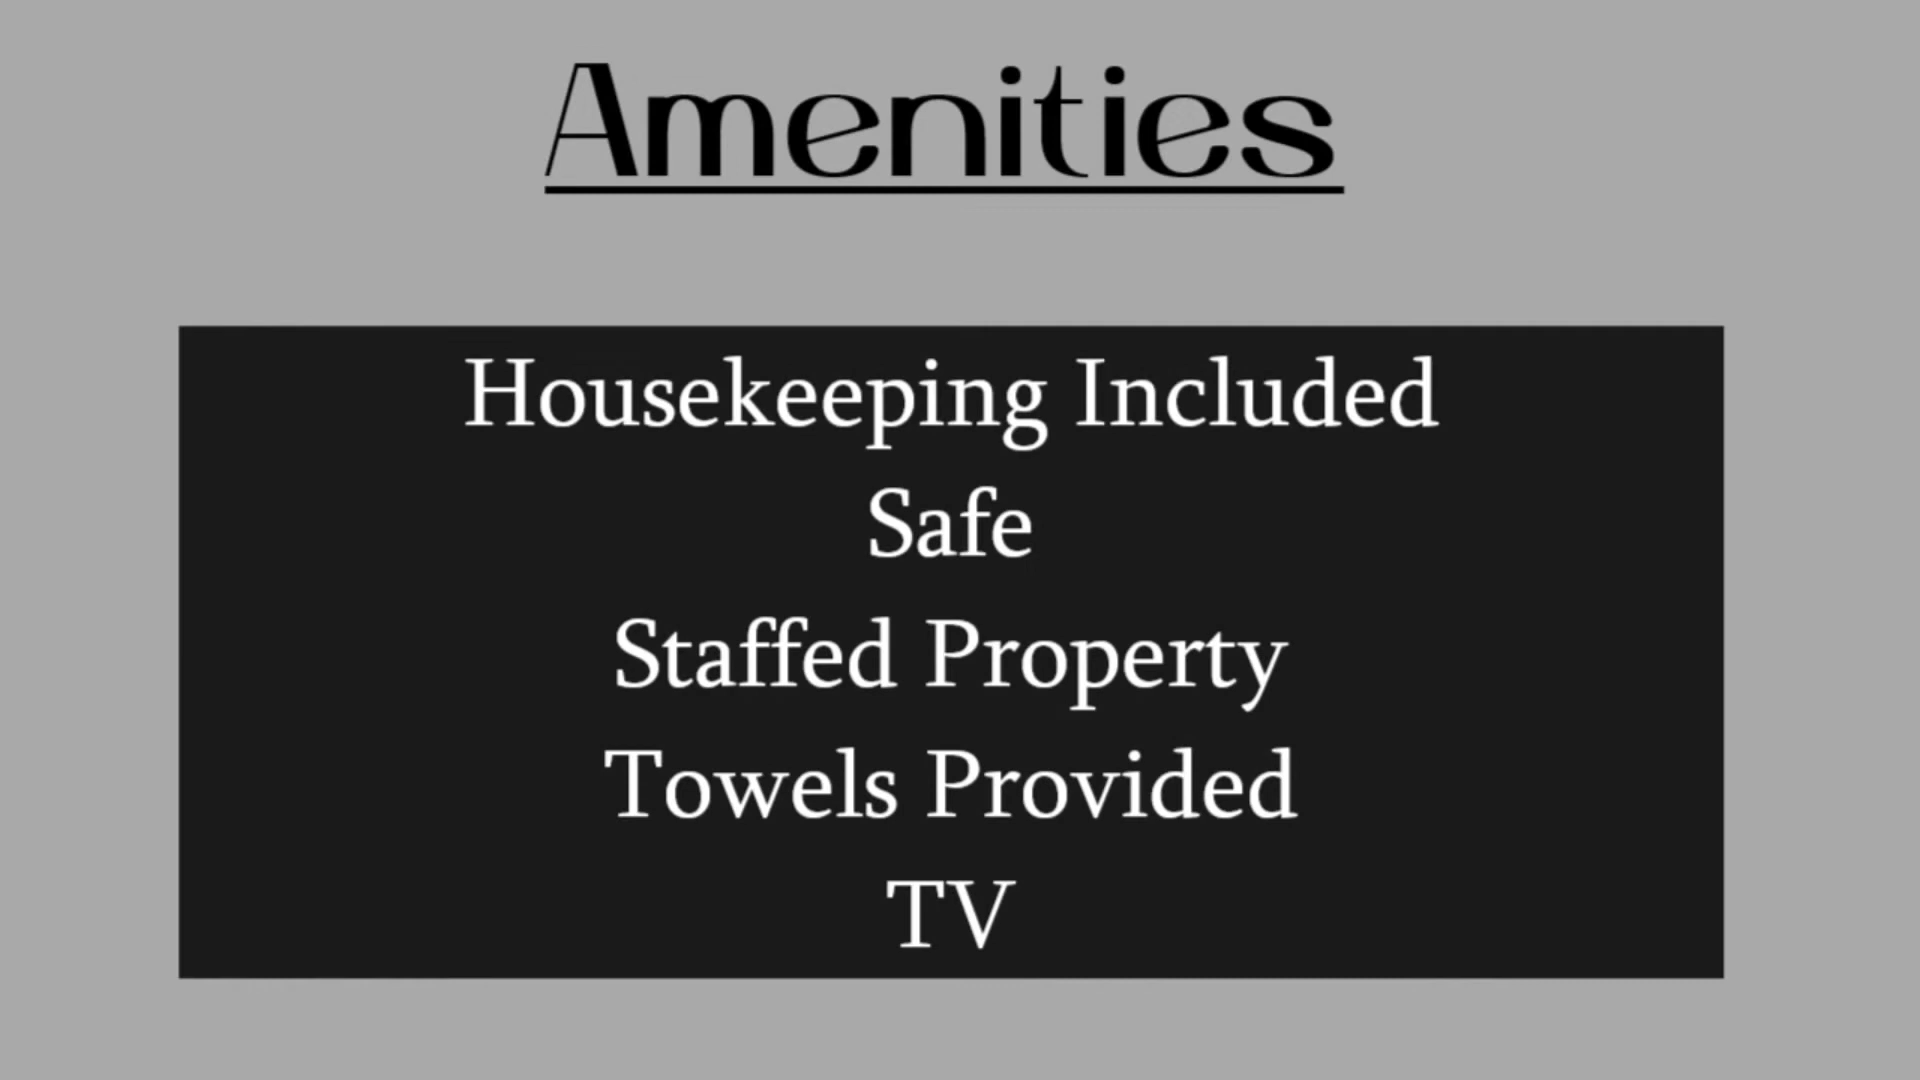 Amenities
Housekeeping Included
Safe
Staffed Property
Towels Provided
TV